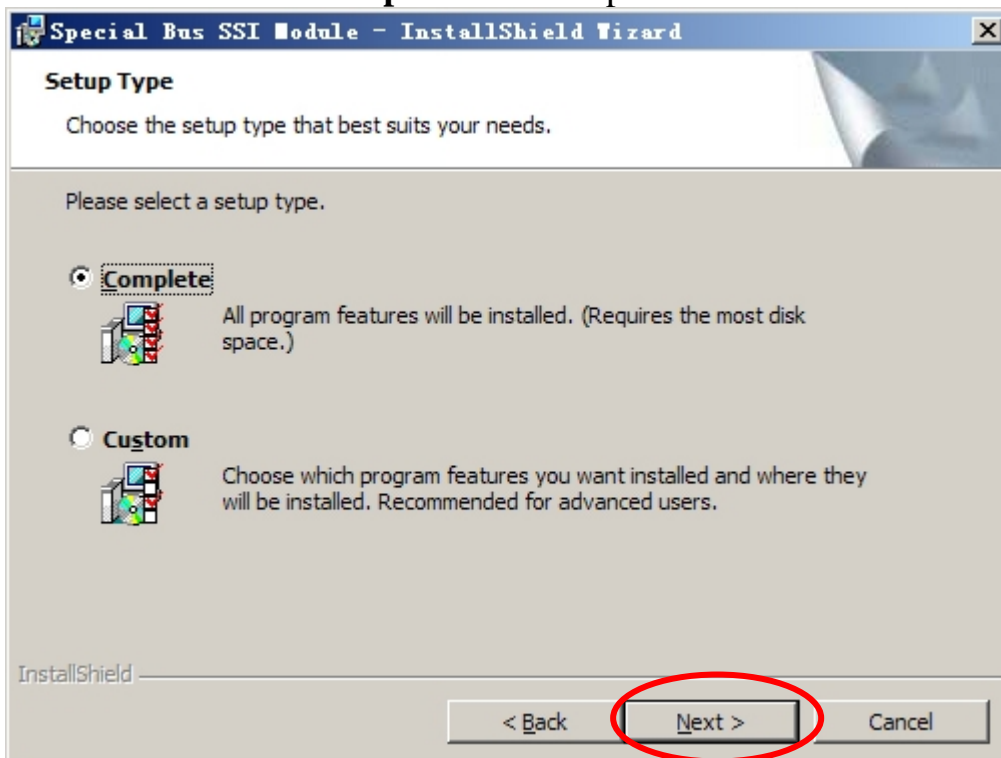 Special Bus SSI Module - InstallShield Wizard
Setup Type
Choose the setup type that best suits your needs.
Please select a setup type.
Complete
All program features will be installed. (Requires the most disk
space.)
Custom
Choose which program features you want installed and where they
will be installed. Recommended for advanced users.
InstallShield
< Back
Next >
Cancel